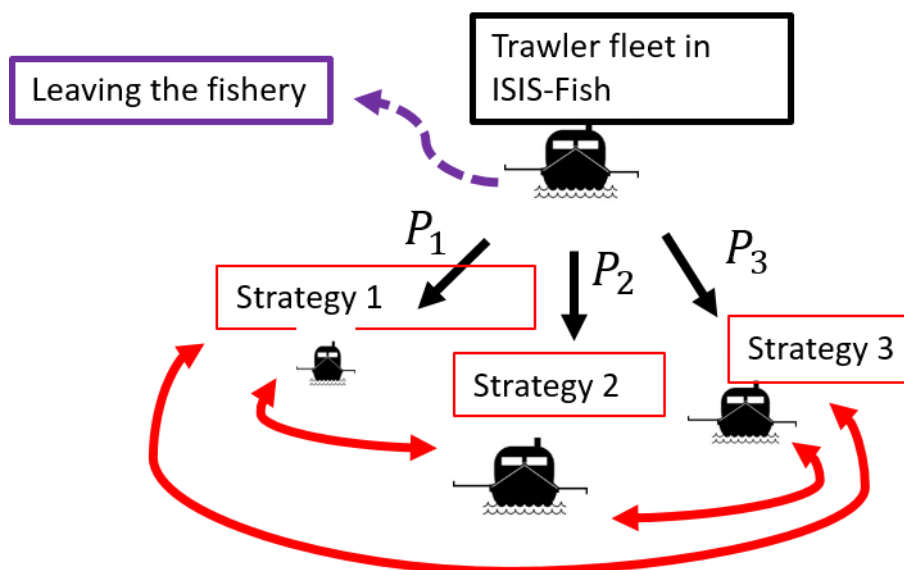 Leaving the fishery
Trawler fleet in
ISIS-Fish
P₁
P₂
P₃
Strategy 1
Strategy 2
Strategy 3